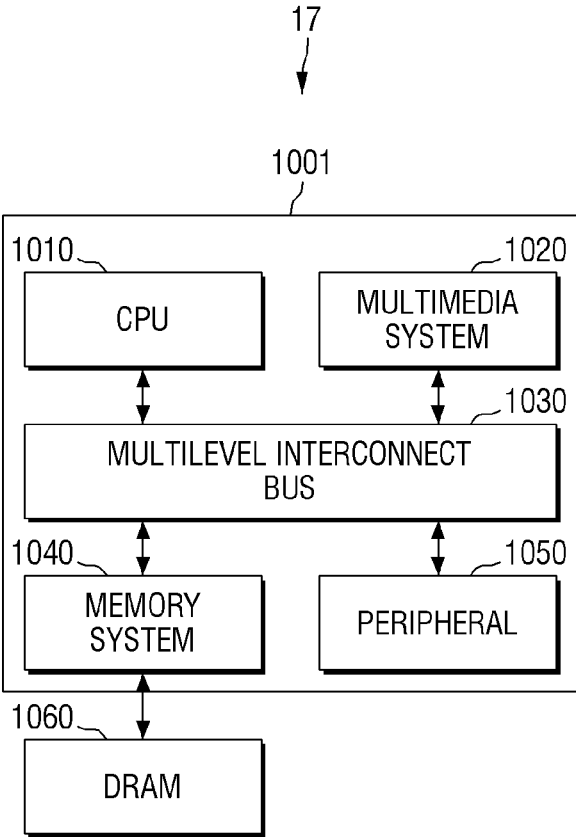 17
1001
1010
1020
CPU
MULTIMEDIA
SYSTEM
1030
MULTILEVEL INTERCONNECT
BUS
1040
1050
MEMORY
SYSTEM
PERIPHERAL
1060
DRAM